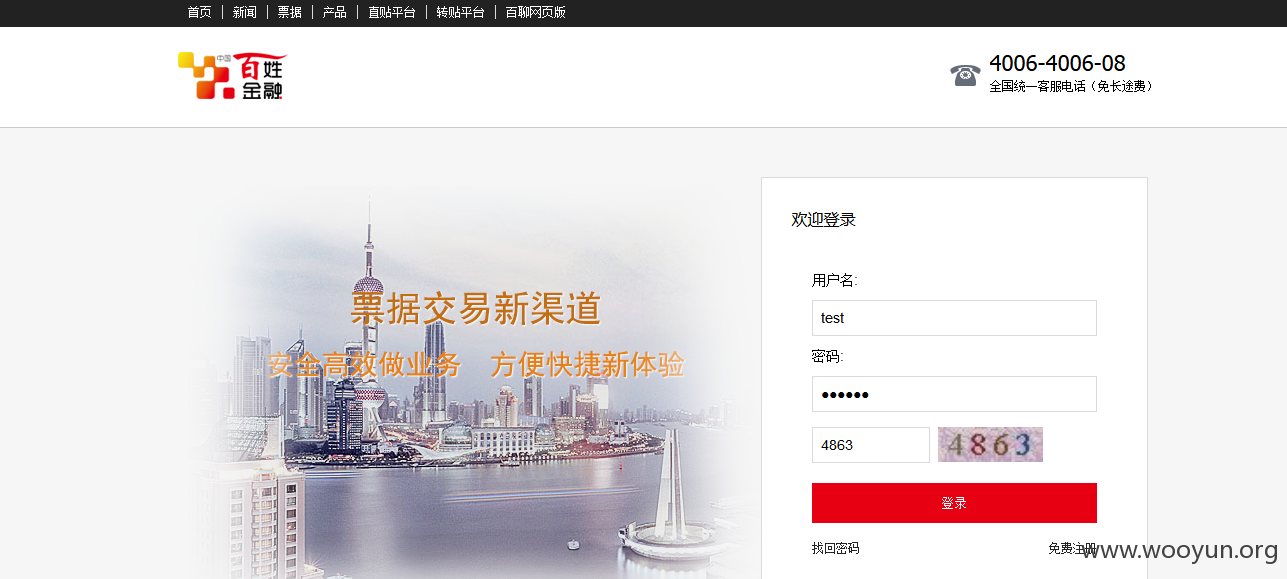 首页 | 新闻 | 票据 | 产品 | 直贴平台 | 转贴平台 | 百聊网页版
中国百姓
金融
4006-4006-08
全国统一客服电话（免长途费）
票据交易新渠道
安全高效做业务 方便快捷新体验
欢迎登录
用户名:
test
密码:
●●●●●●
4863 4863
登录
找回密码 免费注册
www.wooyun.org